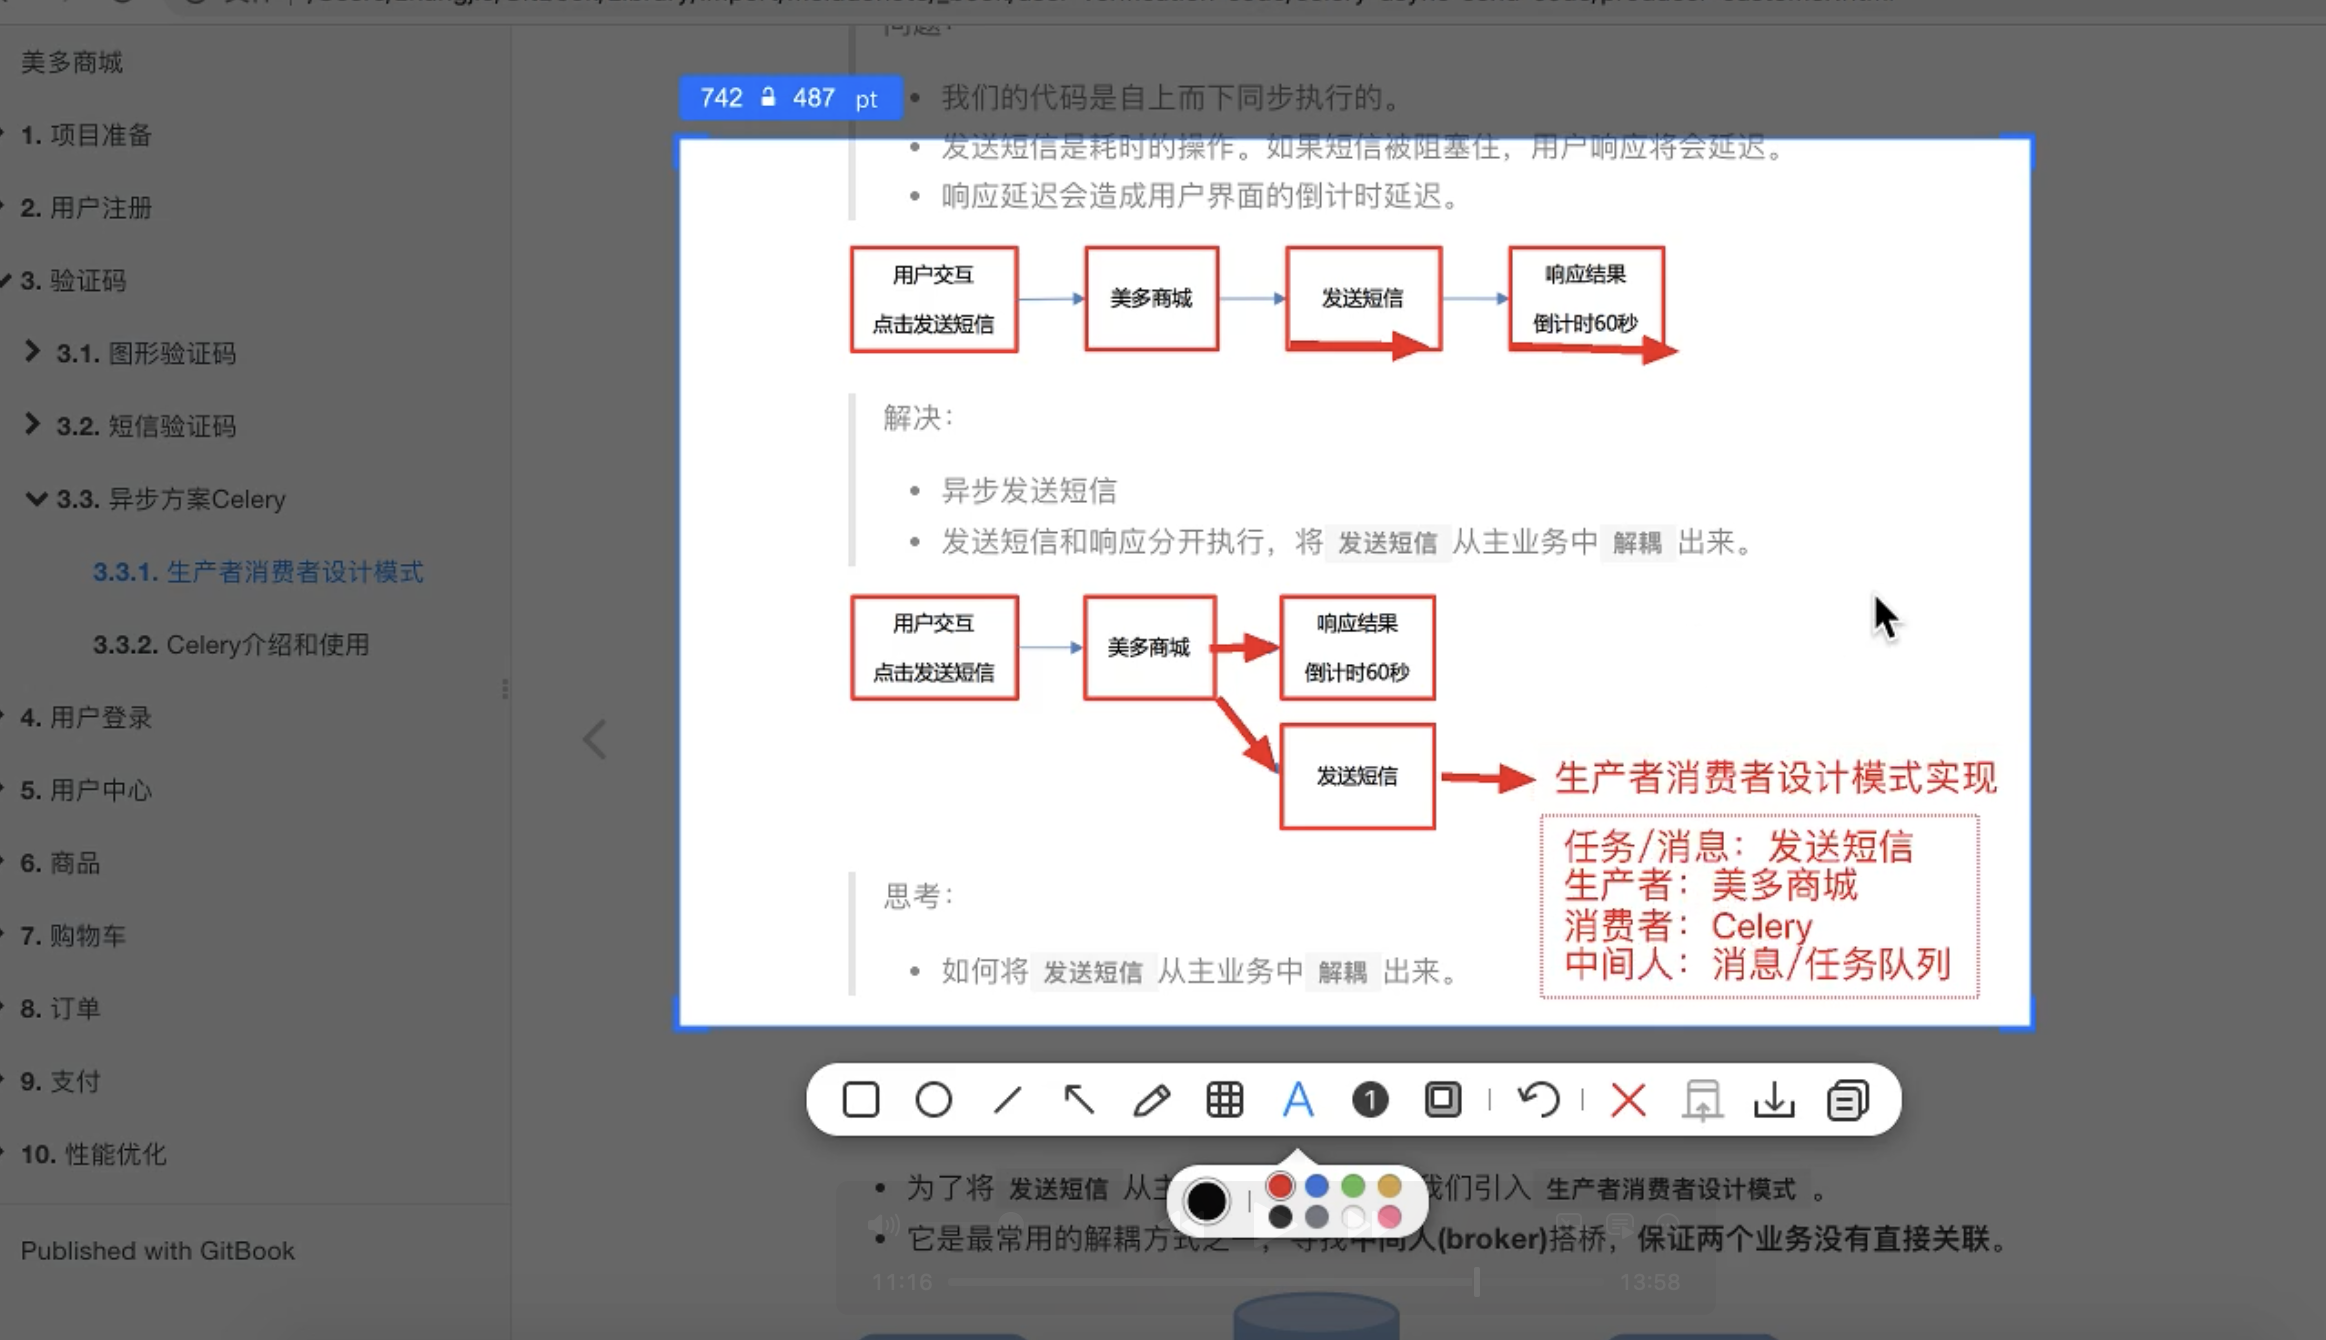 美多商城
1. 项目准备
2. 用户注册
3. 验证码
3.1. 图形验证码
3.2. 短信验证码
3.3. 异步方案Celery
3.3.1. 生产者消费者设计模式
3.3.2. Celery介绍和使用
4. 用户登录
5. 用户中心
6. 商品
7. 购物车
8. 订单
9. 支付
10. 性能优化
Published with GitBook
742 487 pt
我们的代码是自上而下同步执行的。
发送短信是耗时的操作。如果短信被阻塞住，用户响应将会延迟。
响应延迟会造成用户界面的倒计时延迟。
用户交互
点击发送短信
美多商城
发送短信
响应结果
倒计时60秒
解决：
异步发送短信
发送短信和响应分开执行，将 发送短信 从主业务中 解耦 出来。
用户交互
点击发送短信
美多商城
响应结果
倒计时60秒
发送短信
生产者消费者设计模式实现
任务/消息：发送短信
生产者：美多商城
消费者：Celery
中间人：消息/任务队列
思考：
如何将 发送短信 从主业务中 解耦 出来。
A
1
为了将 发送短信 从主 我们引入 生产者消费者设计模式 。
它是最常用的解耦方式之一，寻找中间人(broker)搭桥，保证两个业务没有直接关联。
11:16
13:58